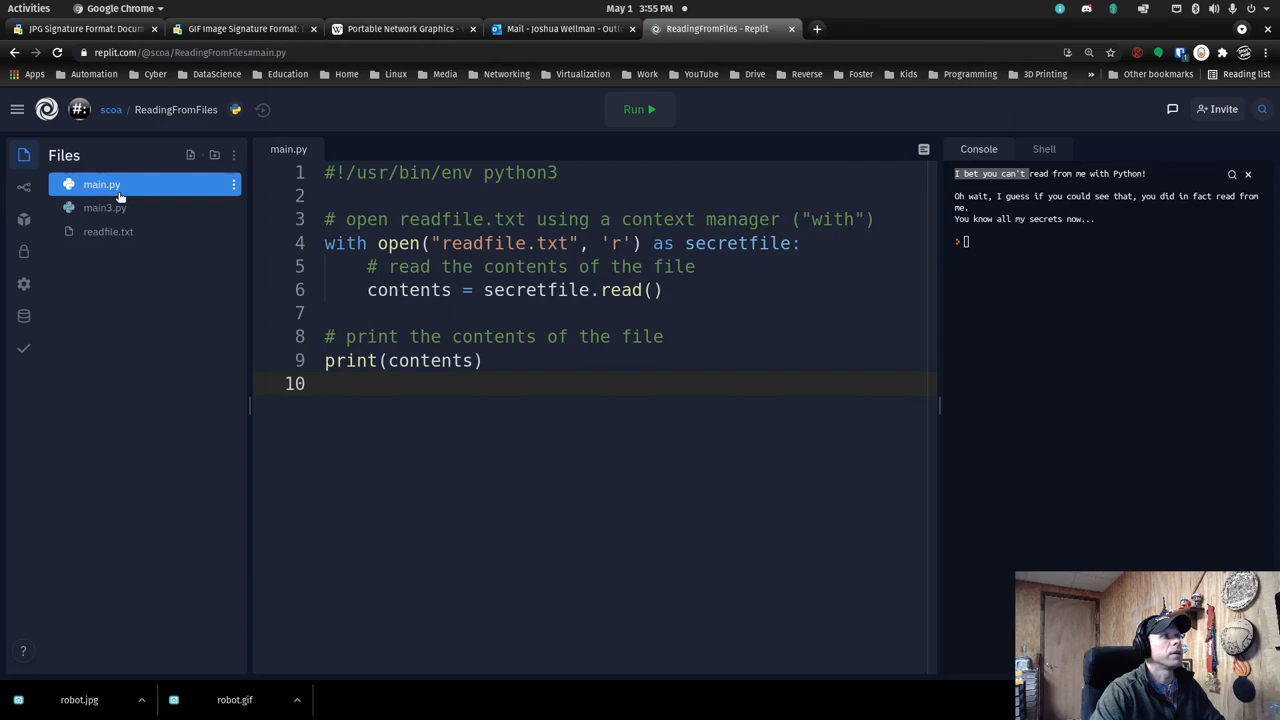 Activities
Google Chrome
May 1 3:55 PM
JPG Signature Format: Docum
GIF Image Signature Format: (
Portable Network Graphics -
Mail - Joshua Wellman - Outlo
ReadingFromFiles - Replit
replit.com/@scoa/ReadingFromFiles#main.py
Apps
Automation
Cyber
DataScience
Education
Home
Linux
Media
Networking
Virtualization
Work
YouTube
Drive
Reverse
Foster
Kids
Programming
3D Printing
»
Other bookmarks
Reading list
#:
scoa / ReadingFromFiles
Run
Invite
Files
main.py
main3.py
readfile.txt
main.py
1 #!/usr/bin/env python3
2
3 # open readfile.txt using a context manager ("with")
4 with open("readfile.txt", 'r') as secretfile:
5 # read the contents of the file
6 contents = secretfile.read()
7
8 # print the contents of the file
9 print(contents)
10
Console
Shell
I bet you can't read from me with Python!
Oh wait, I guess if you could see that, you did in fact read from
me.
You know all my secrets now...
>
?
robot.jpg
robot.gif